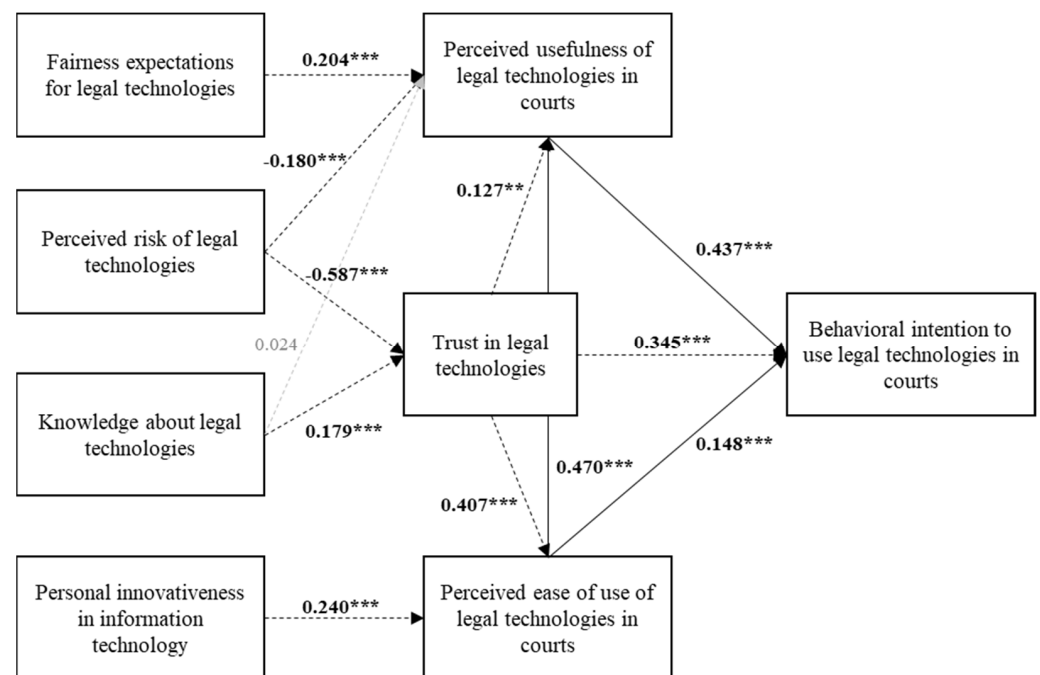 Fairness expectations
for legal technologies
0.204***
Perceived usefulness of
legal technologies in
courts
-0.180***
0.127**
Perceived risk of legal
technologies
0.437***
-0.587***
0.024
Trust in legal
technologies
0.345***
Behavioral intention to
use legal technologies in
courts
Knowledge about legal
technologies
0.179***
0.148***
0.470***
0.407***
Personal innovativeness
in information
technology
0.240***
Perceived ease of use of
legal technologies in
courts